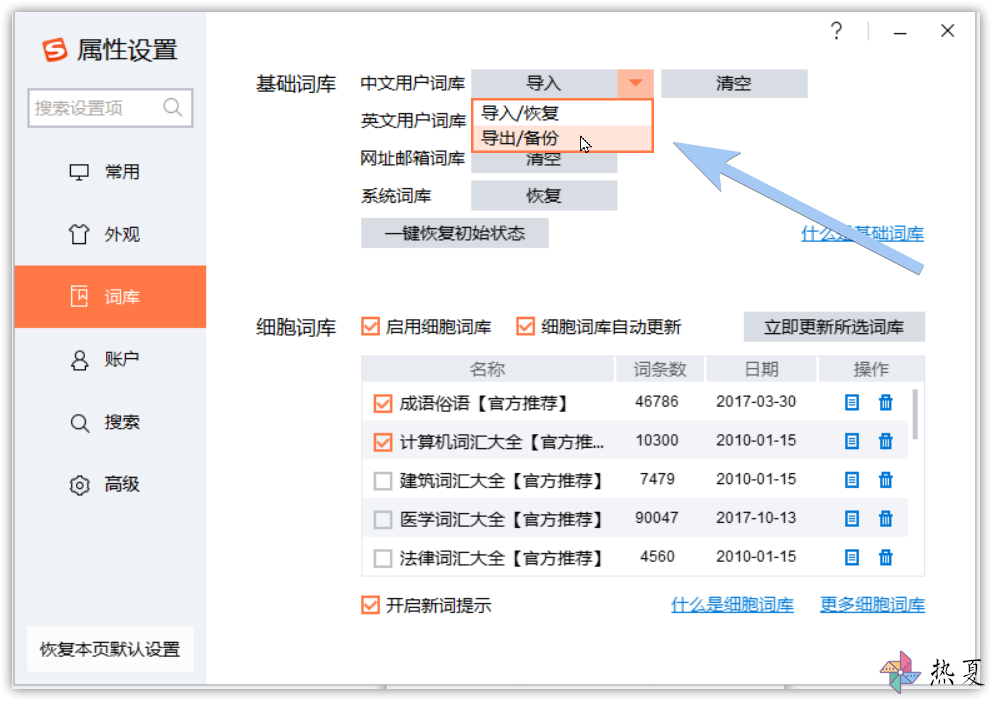 属性设置
搜索设置项
常用
外观
词库
账户
搜索
高级
恢复本页默认设置
?
基础词库 中文用户词库 导入 清空
导入/恢复
英文用户词库
导出/备份
网址邮箱词库 清空
系统词库 恢复
一键恢复初始状态
什么是基础词库
细胞词库 启用细胞词库 细胞词库自动更新 立即更新所选词库
名称 词条数 日期 操作
成语俗语【官方推荐】 46786 2017-03-30
计算机词汇大全【官方推... 10300 2010-01-15
建筑词汇大全【官方推荐】 7479 2010-01-15
医学词汇大全【官方推荐】 90047 2017-10-13
法律词汇大全【官方推荐】 4560 2010-01-15
开启新词提示 什么是细胞词库 更多细胞词库
热夏